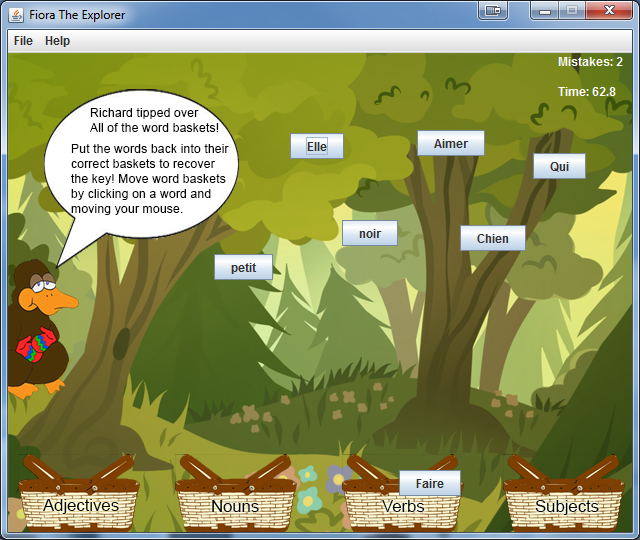 Fiora The Explorer
File Help
Mistakes: 2
Time: 62.8
Richard tipped over
All of the word baskets!
Put the words back into their
correct baskets to recover
the key! Move word baskets
by clicking on a word and
moving your mouse.
Elle
Aimer
Qui
noir
Chien
petit
Faire
Adjectives
Nouns
Verbs
Subjects